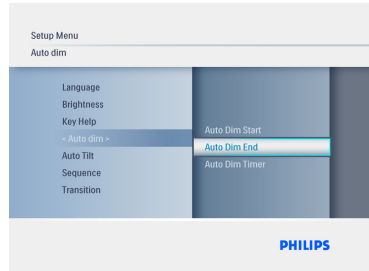 Setup Menu
Auto dim
Language
Brightness
Key Help
< Auto dim >
Auto Tilt
Sequence
Transition
Auto Dim Start
Auto Dim End
Auto Dim Timer
PHILIPS